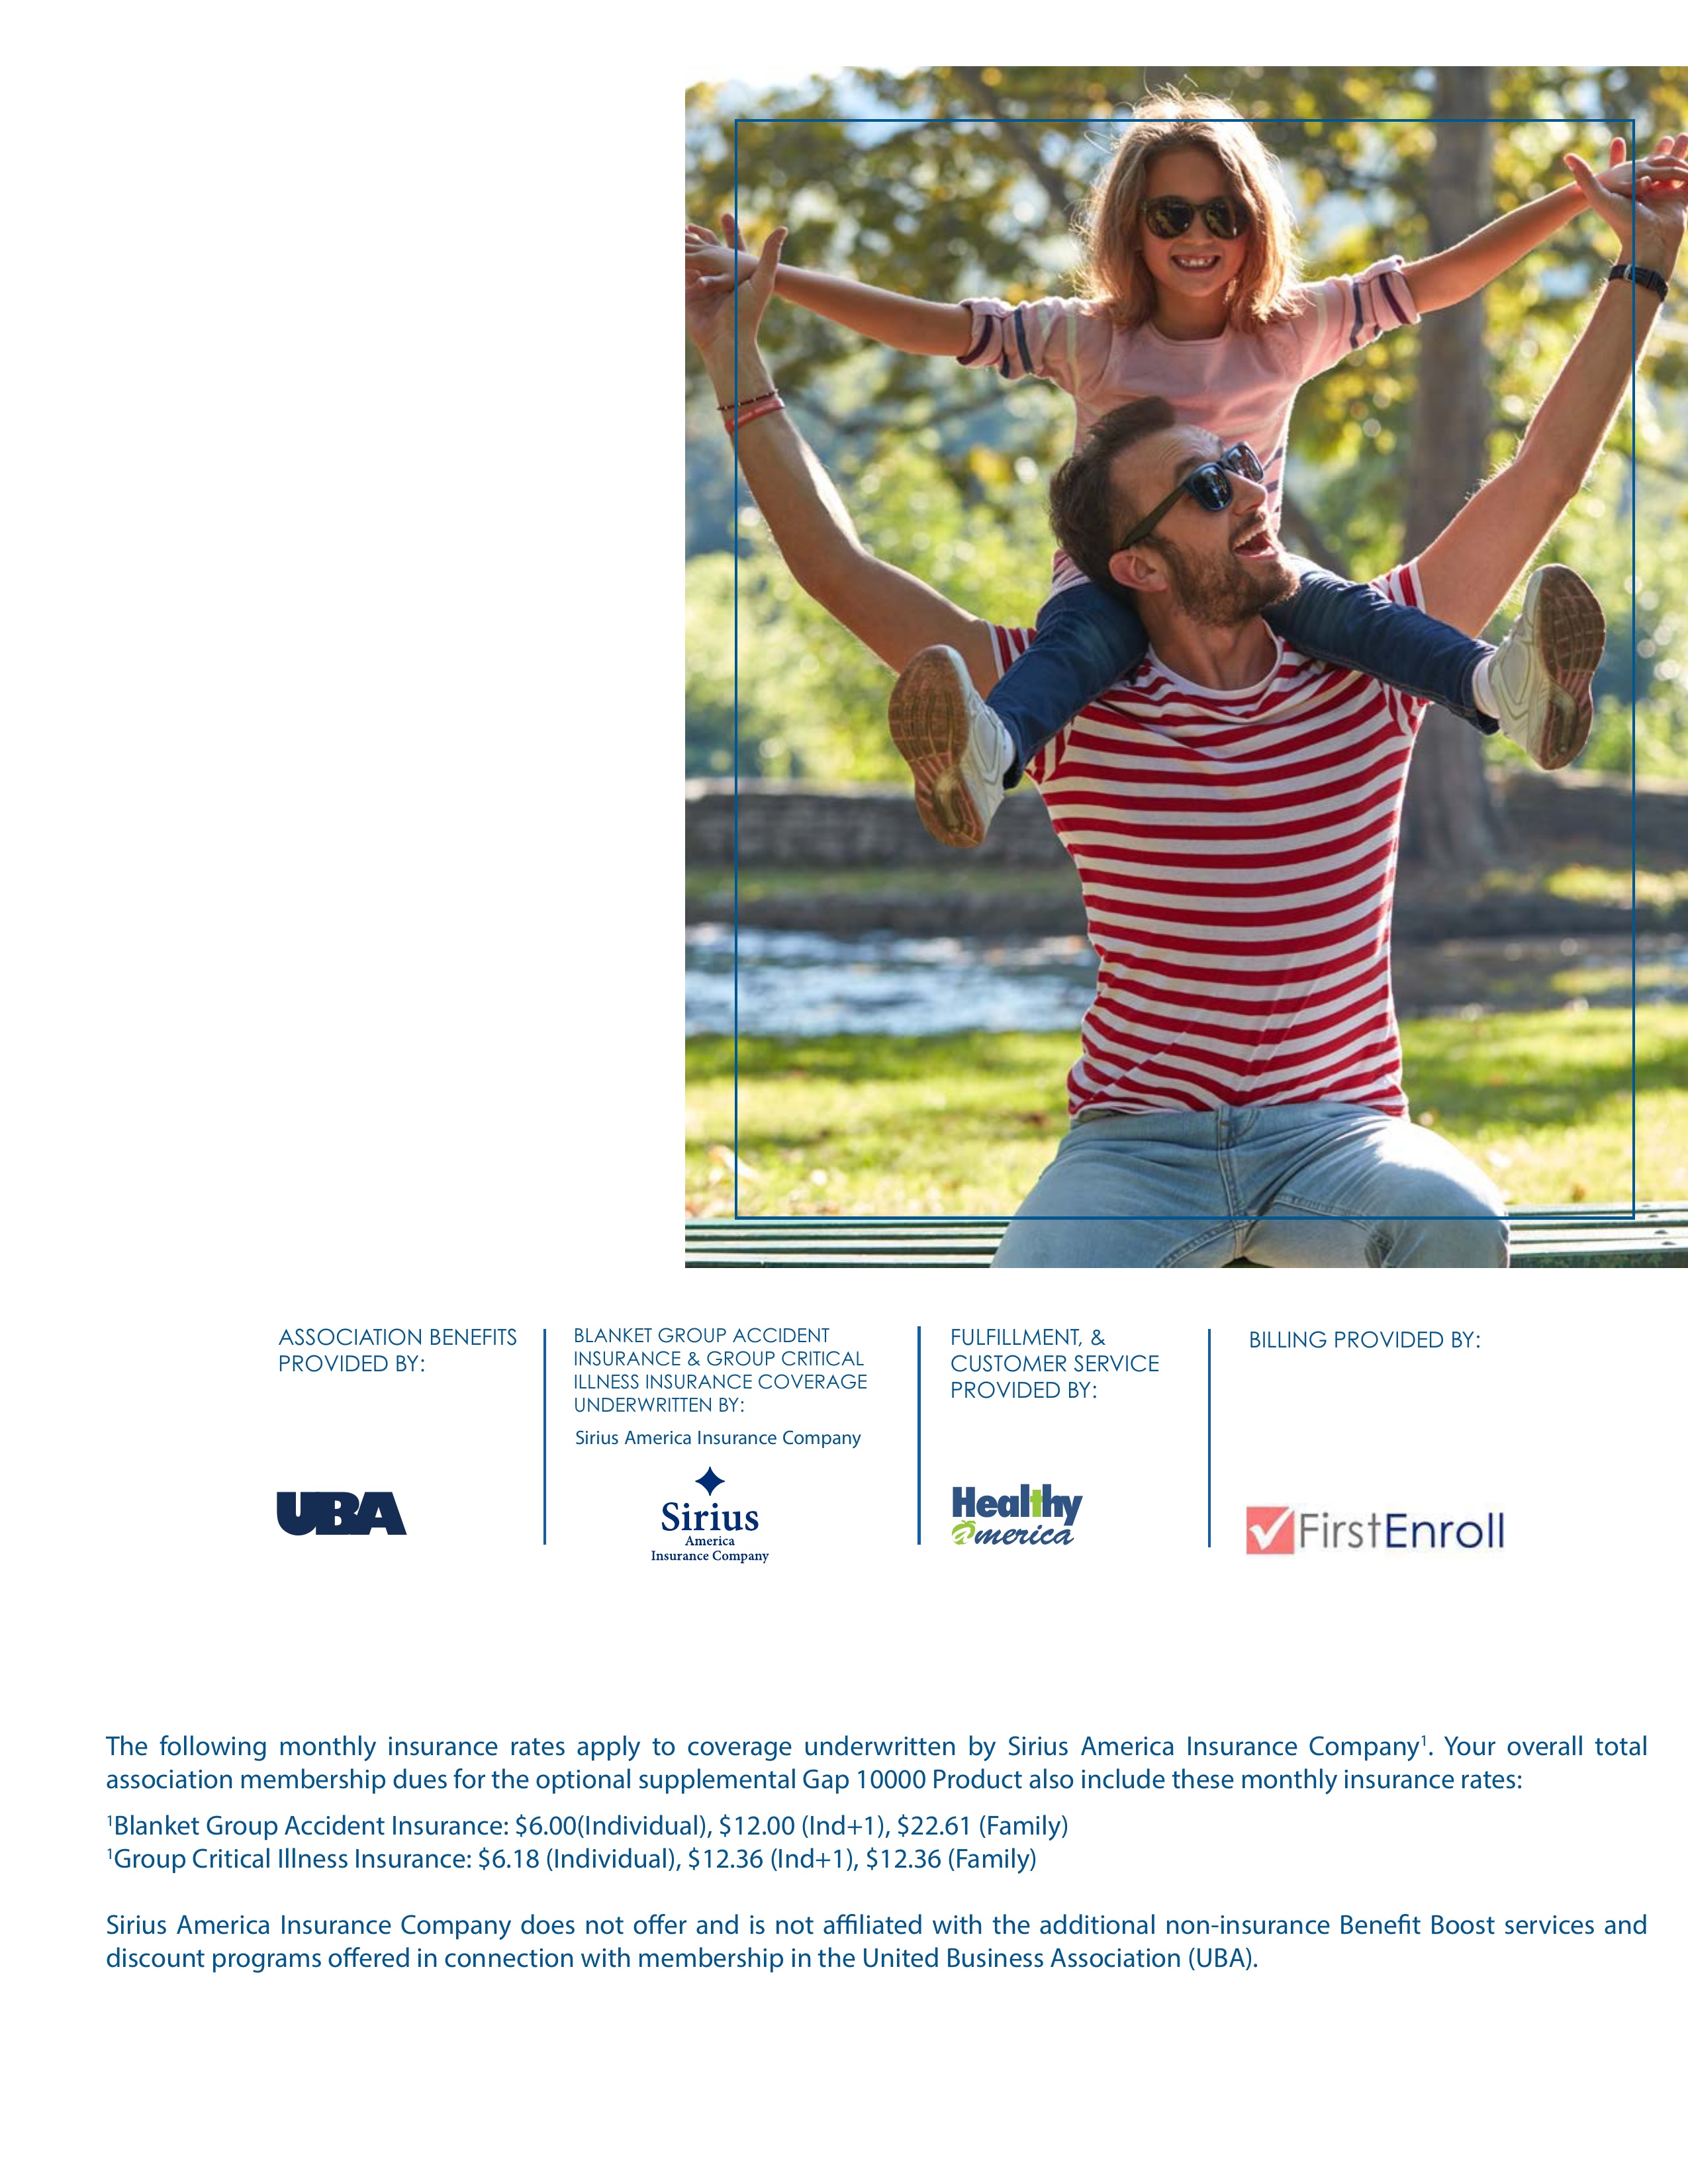 ASSOCIATION BENEFITS
PROVIDED BY:
UBA
BLANKET GROUP ACCIDENT
INSURANCE & GROUP CRITICAL
ILLNESS INSURANCE COVERAGE
UNDERWRITTEN BY:
Sirius America Insurance Company
Sirius
America
Insurance Company
FULFILLMENT, &
CUSTOMER SERVICE
PROVIDED BY:
Healthy
america
BILLING PROVIDED BY:
FirstEnroll
The following monthly insurance rates apply to coverage underwritten by Sirius America Insurance Company¹. Your overall total
association membership dues for the optional supplemental Gap 10000 Product also include these monthly insurance rates:
¹Blanket Group Accident Insurance: $6.00(Individual), $12.00 (Ind+1), $22.61 (Family)
¹Group Critical Illness Insurance: $6.18 (Individual), $12.36 (Ind+1), $12.36 (Family)
Sirius America Insurance Company does not offer and is not affiliated with the additional non-insurance Benefit Boost services and
discount programs offered in connection with membership in the United Business Association (UBA).